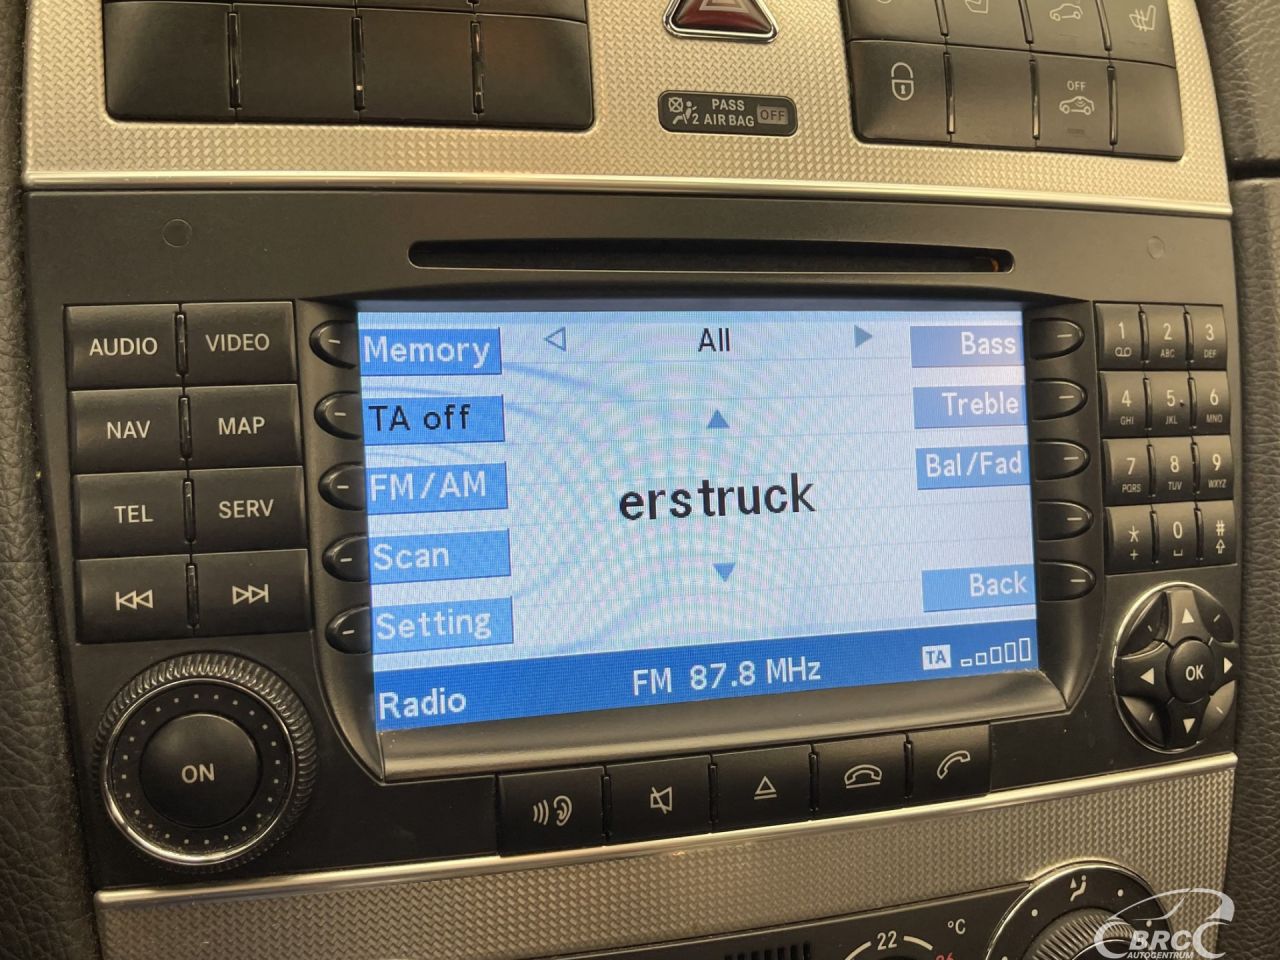 PASS
2 AIR BAG OFF
OFF
AUDIO
VIDEO
NAV
MAP
TEL
SERV
ON
Memory
TA off
FM/AM
Scan
Setting
All
erstruck
Bass
Treble
Bal/Fad
Back
Radio
FM 87.8 MHz
TA
1
2 ABC
3 DEF
4 GHI
5 JKL
6 MNO
7 PQRS
8 TUV
9 WXYZ
* +
0
#
OK
22
°C
BRC
AUTOCENTRUM